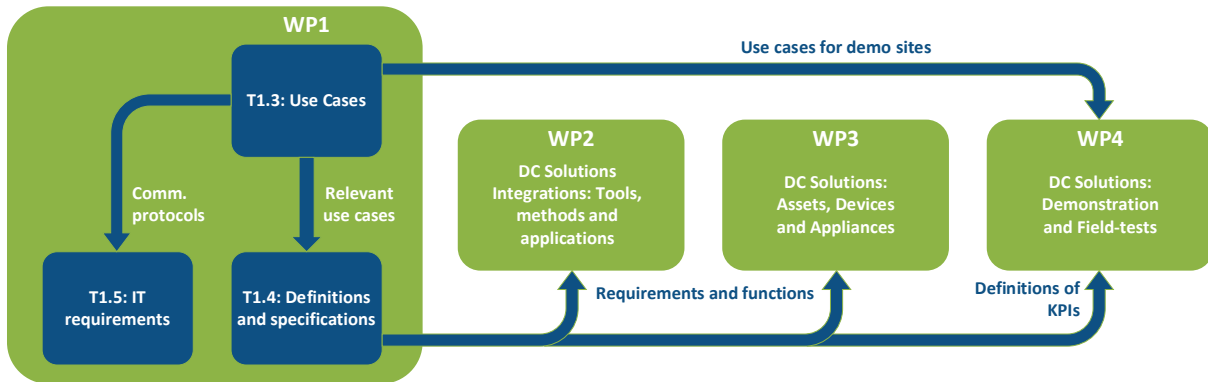 WP1
Use cases for demo sites
T1.3: Use Cases
WP2
DC Solutions
Integrations: Tools,
methods and
applications
WP3
DC Solutions:
Assets, Devices
and Appliances
WP4
DC Solutions:
Demonstration
and Field-tests
Comm.
protocols
Relevant
use cases
T1.5: IT
requirements
T1.4: Definitions
and specifications
Requirements and functions
Definitions of
KPIs